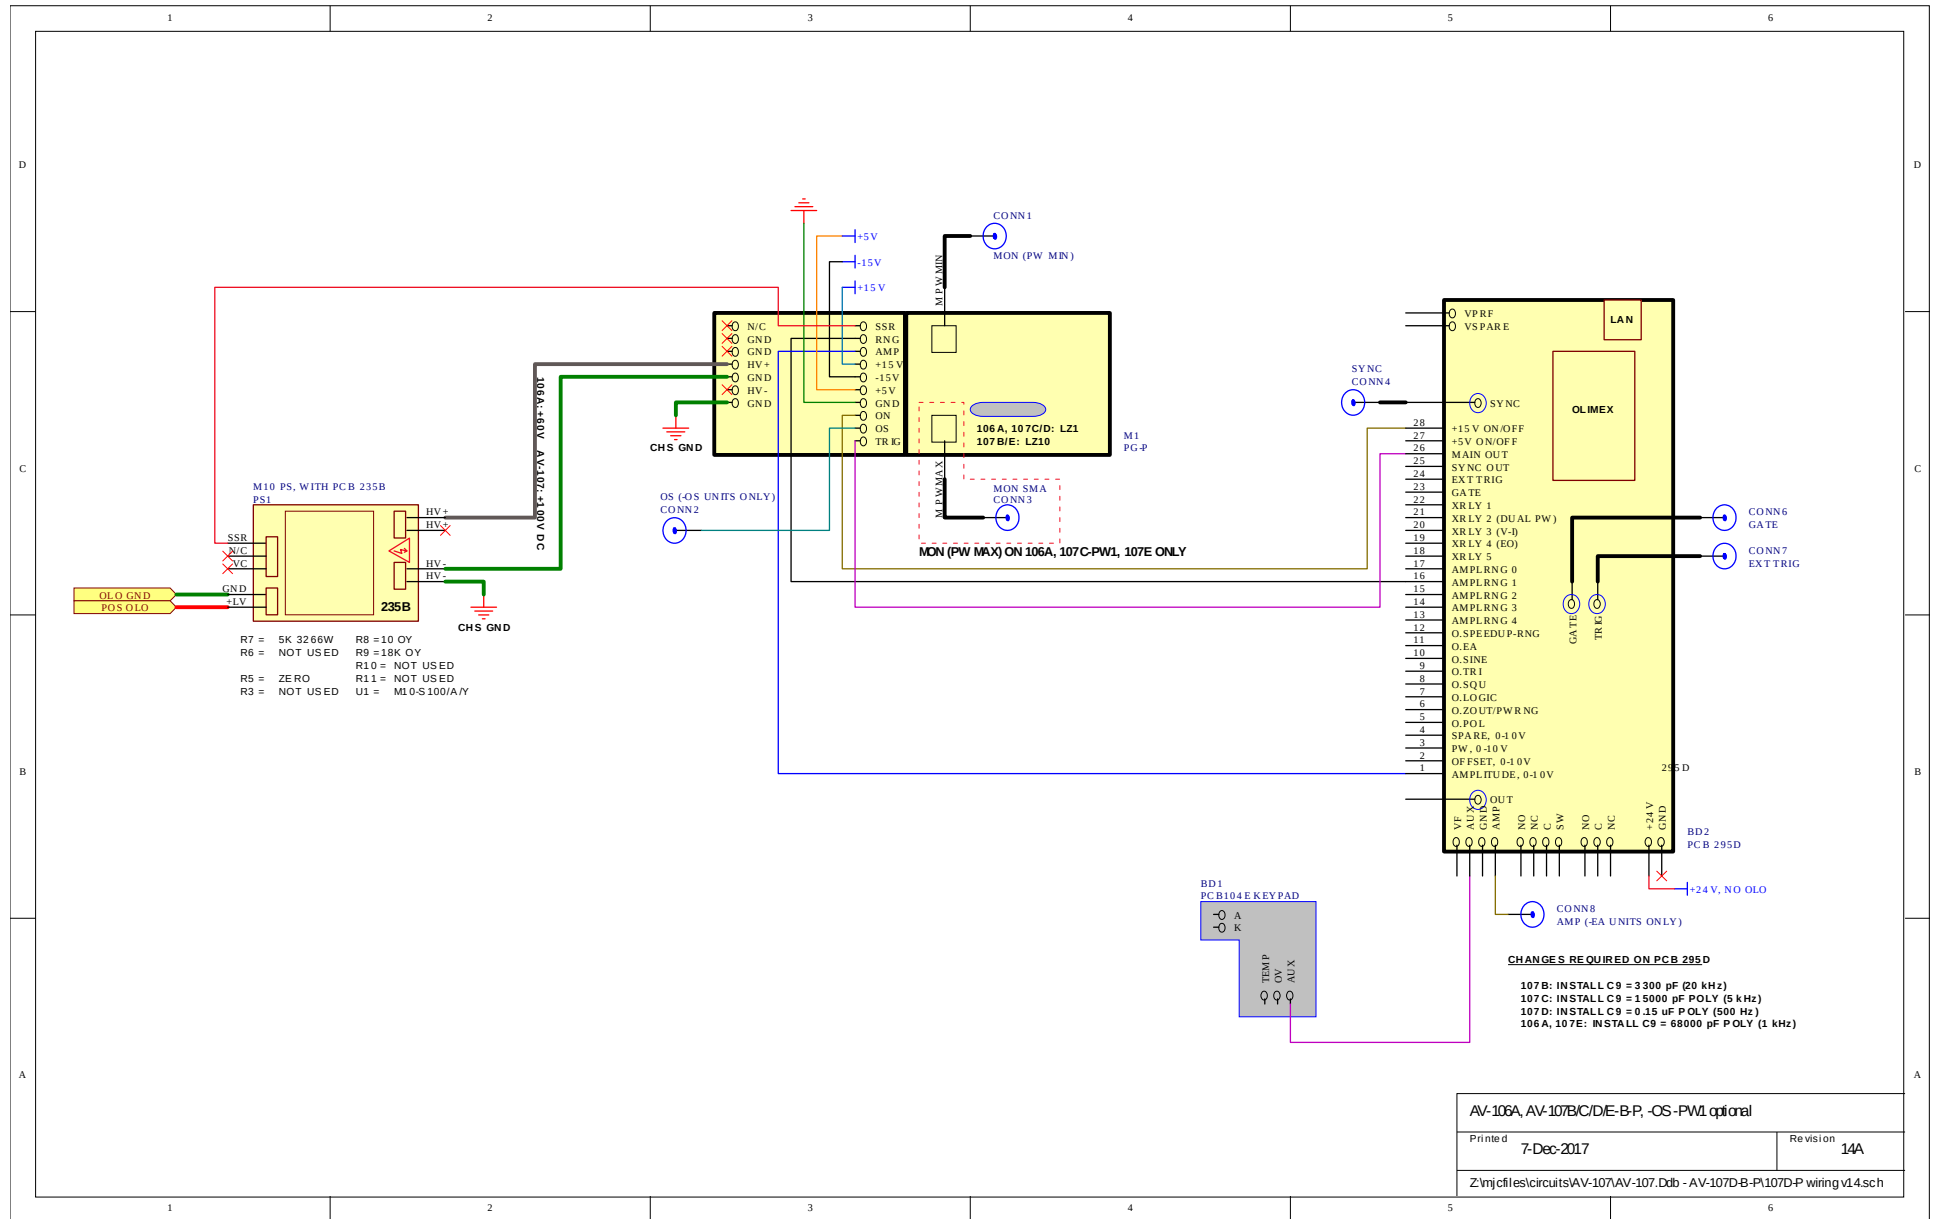 1 2 3 4 5 6
D D
C C
B B
A A
CONN1
MON (PW MIN)
+5V
-15V
+15V
MPWMIN
N/C
GND
GND
HV+
GND
HV-
GND
SSR
RNG
AMP
+15V
-15V
+5V
GND
ON
OS
TRIG
106A, 107C/D: LZ1
107B/E: LZ10
M1
PG-P
CHS GND
106A: +60V AV-107: +100V DC
OS (-OS UNITS ONLY)
CONN2
MPWMAX
MON SMA
CONN3
MON (PW MAX) ON 106A, 107C-PW1, 107E ONLY
M10 PS, WITH PCB 235B
PS1
SSR
N/C
VC
GND
+LV
HV+
HV+
HV-
HV-
235B
OLO GND
POS OLO
CHS GND
R7 = 5K 3266W R8 =10 OY
R6 = NOT USED R9 =18K OY
R10 = NOT USED
R5 = ZERO R11 = NOT USED
R3 = NOT USED U1 = M10-S100/A/Y
VPRF
VSPARE
LAN
OLIMEX
SYNC
CONN4
SYNC
28 +15V ON/OFF
27 +5V ON/OFF
26 MAIN OUT
25 SYNC OUT
24 EXT TRIG
23 GATE
22 XRLY 1
21 XRLY 2 (DUAL PW)
20 XRLY 3 (V-I)
19 XRLY 4 (EO)
18 XRLY 5
17 AMPLRNG 0
16 AMPLRNG 1
15 AMPLRNG 2
14 AMPLRNG 3
13 AMPLRNG 4
12 O.SPEEDUP-RNG
11 O.EA
10 O.SINE
9 O.TRI
8 O.SQU
7 O.LOGIC
6 O.ZOUT/PWRNG
5 O.POL
4 SPARE, 0-10V
3 PW, 0-10V
2 OFFSET, 0-10V
1 AMPLITUDE, 0-10V
295D
OUT
GATE
TRIG
CONN6
GATE
CONN7
EXT TRIG
VF AUX GND AMP NO NC C SW NO C NC +24V GND
BD2
PCB 295D
+24V, NO OLO
CONN8
AMP (-EA UNITS ONLY)
BD1
PCB104E KEYPAD
A
K
TEMP OV AUX
CHANGES REQUIRED ON PCB 295D
107B: INSTALL C9 = 3300 pF (20 kHz)
107C: INSTALL C9 = 15000 pF POLY (5 kHz)
107D: INSTALL C9 = 0.15 uF POLY (500 Hz)
106A, 107E: INSTALL C9 = 68000 pF POLY (1 kHz)
AV-106A, AV-107B/C/D/E-B-P, -OS -PW1 optional
Printed 7-Dec-2017 Revision 14A
Z:\mjcfiles\circuits\AV-107\AV-107.Ddb - AV-107D-B-P\107D-P wiring v14.sch
1 2 3 4 5 6